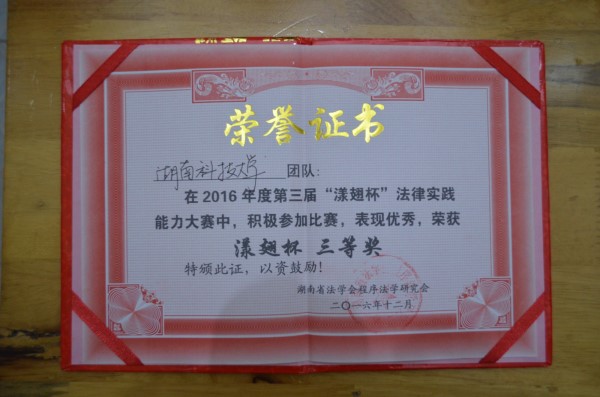 荣誉证书
湖南科技大学 团队：
在 2016 年度第三届“漾翅杯”法律实践
能力大赛中，积极参加比赛，表现优秀，荣获
漾翅杯 三等奖
特颁此证，以资鼓励！
湖南省法学会程序法学研究会
二〇一六年十二月